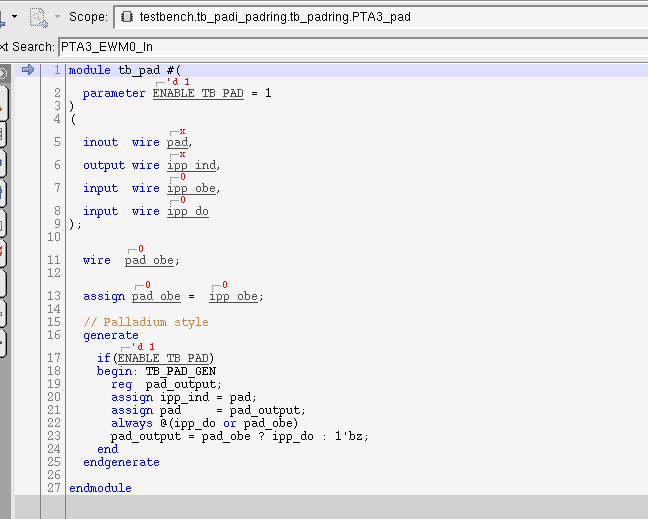 Scope: testbench.tb_padi_padring.tb_padring.PTA3_pad
xt Search: PTA3_EWM0_In
1 module tb_pad #(
'd 1
2 parameter ENABLE_TB_PAD = 1
3 )
4 (
x
5 inout wire pad,
x
6 output wire ipp_ind,
0
7 input wire ipp_obe,
0
8 input wire ipp_do
9 );
10
0
11 wire pad_obe;
12
0 0
13 assign pad_obe = ipp_obe;
14
15 // Palladium style
16 generate
'd 1
17 if(ENABLE_TB_PAD)
18 begin: TB_PAD_GEN
19 reg pad_output;
20 assign ipp_ind = pad;
21 assign pad = pad_output;
22 always @(ipp_do or pad_obe)
23 pad_output = pad_obe ? ipp_do : 1'bz;
24 end
25 endgenerate
26
27 endmodule